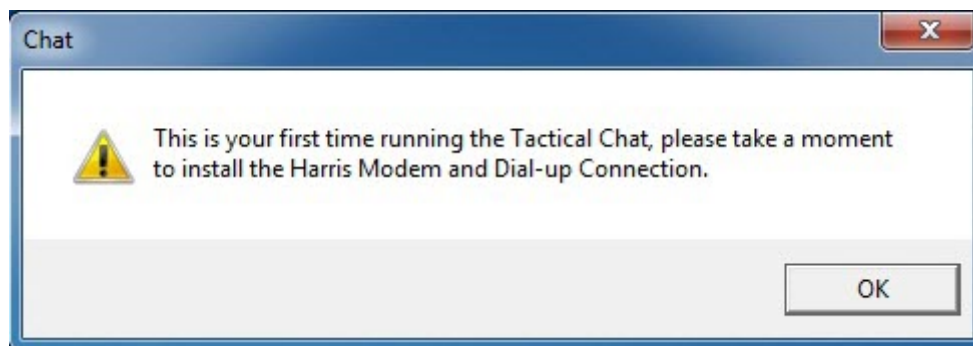 Chat
This is your first time running the Tactical Chat, please take a moment
to install the Harris Modem and Dial-up Connection.
OK